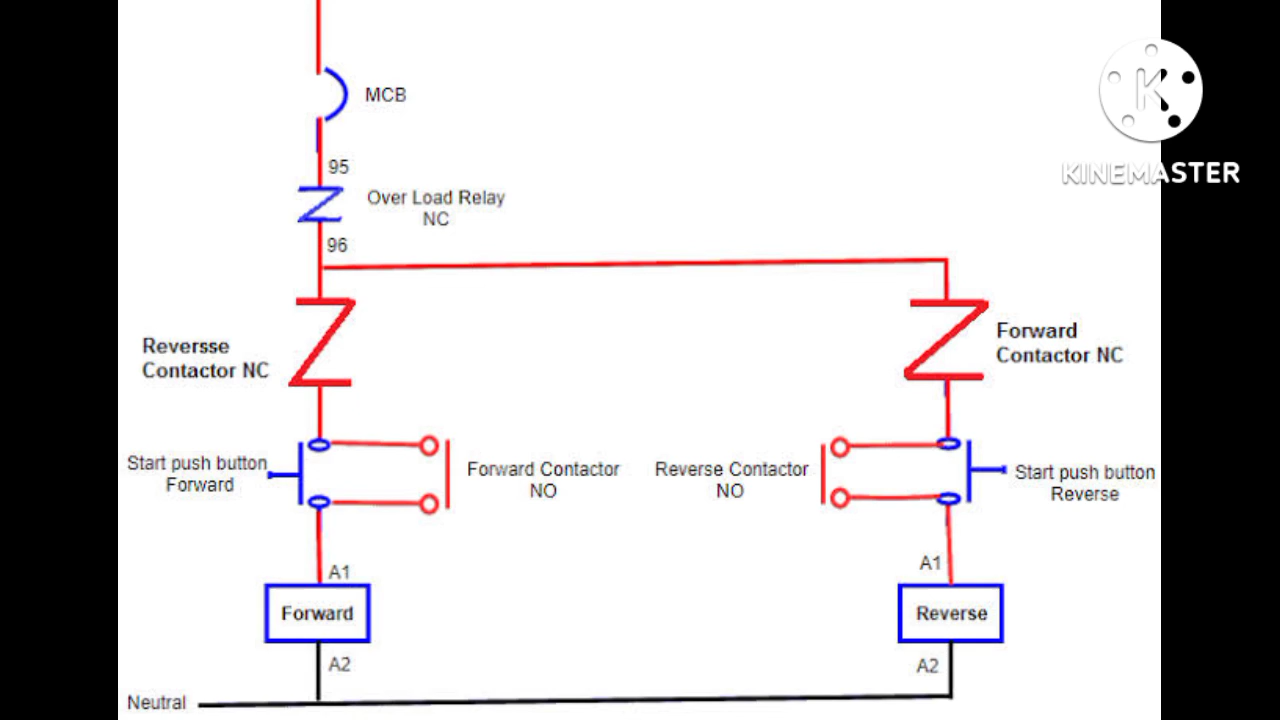 MCB
KINEMASTER
95
Over Load Relay
NC
96
Reversse
Contactor NC
Forward
Contactor NC
Start push button
Forward
Forward Contactor
NO
Reverse Contactor
NO
Start push button
Reverse
A1
A1
Forward
Reverse
A2
A2
Neutral